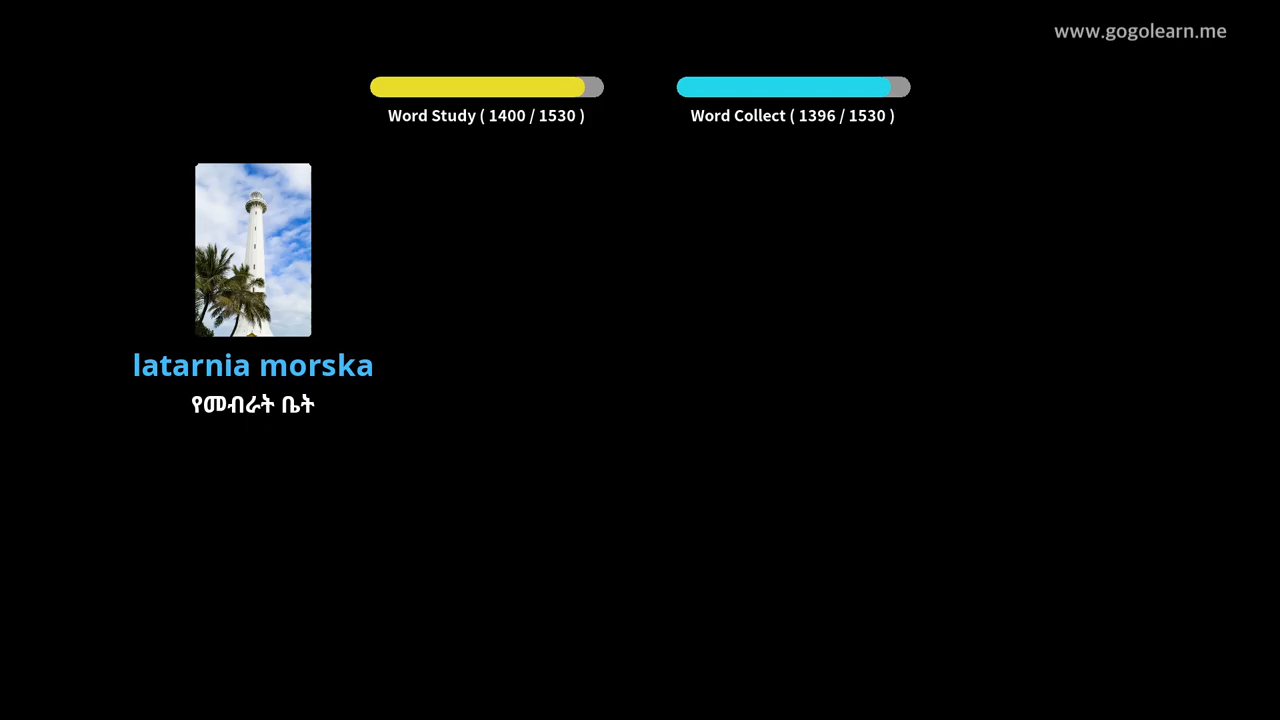 www.gogolearn.me
Word Study ( 1400 / 1530 )
Word Collect ( 1396 / 1530 )
latarnia morska
የመብራት ቤት